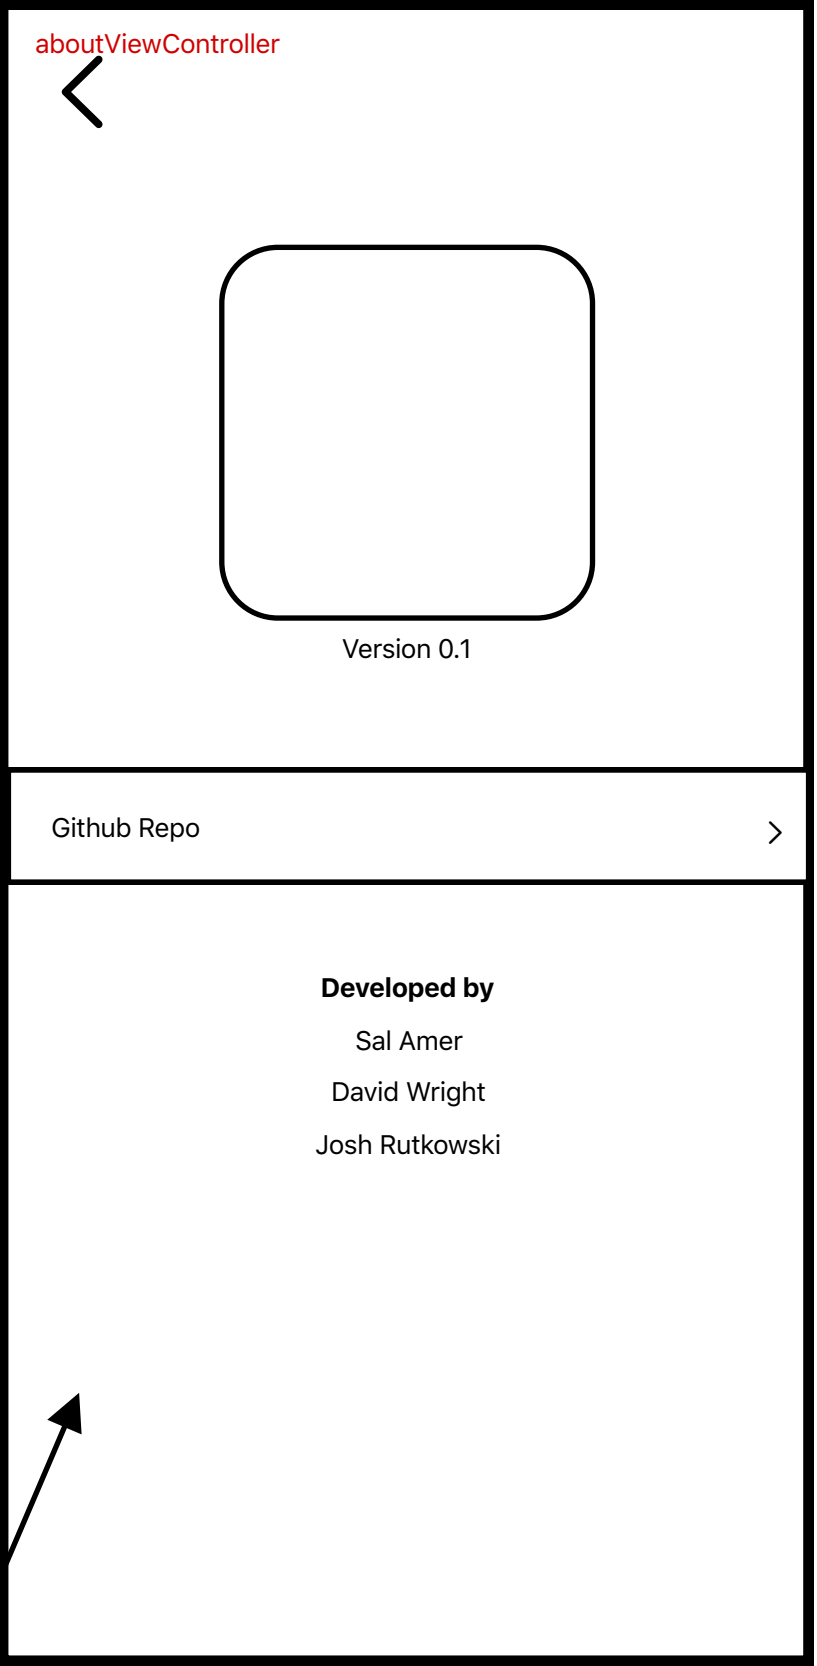 aboutViewController
Version 0.1
Github Repo
Developed by
Sal Amer
David Wright
Josh Rutkowski